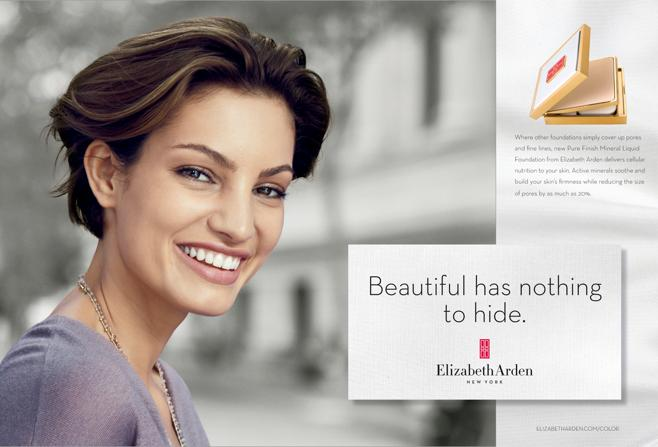 Where other foundations simply cover up pores
and fine lines, new Pure Finish Mineral Liquid
Foundation from Elizabeth Arden delivers cellular
nutrition to your skin. Active minerals soothe and
build your skin's firmness while reducing the size
of pores by as much as 20%.
Beautiful has nothing
to hide.
Elizabeth Arden
NEW YORK
ELIZABETHARDEN.COM/COLOR